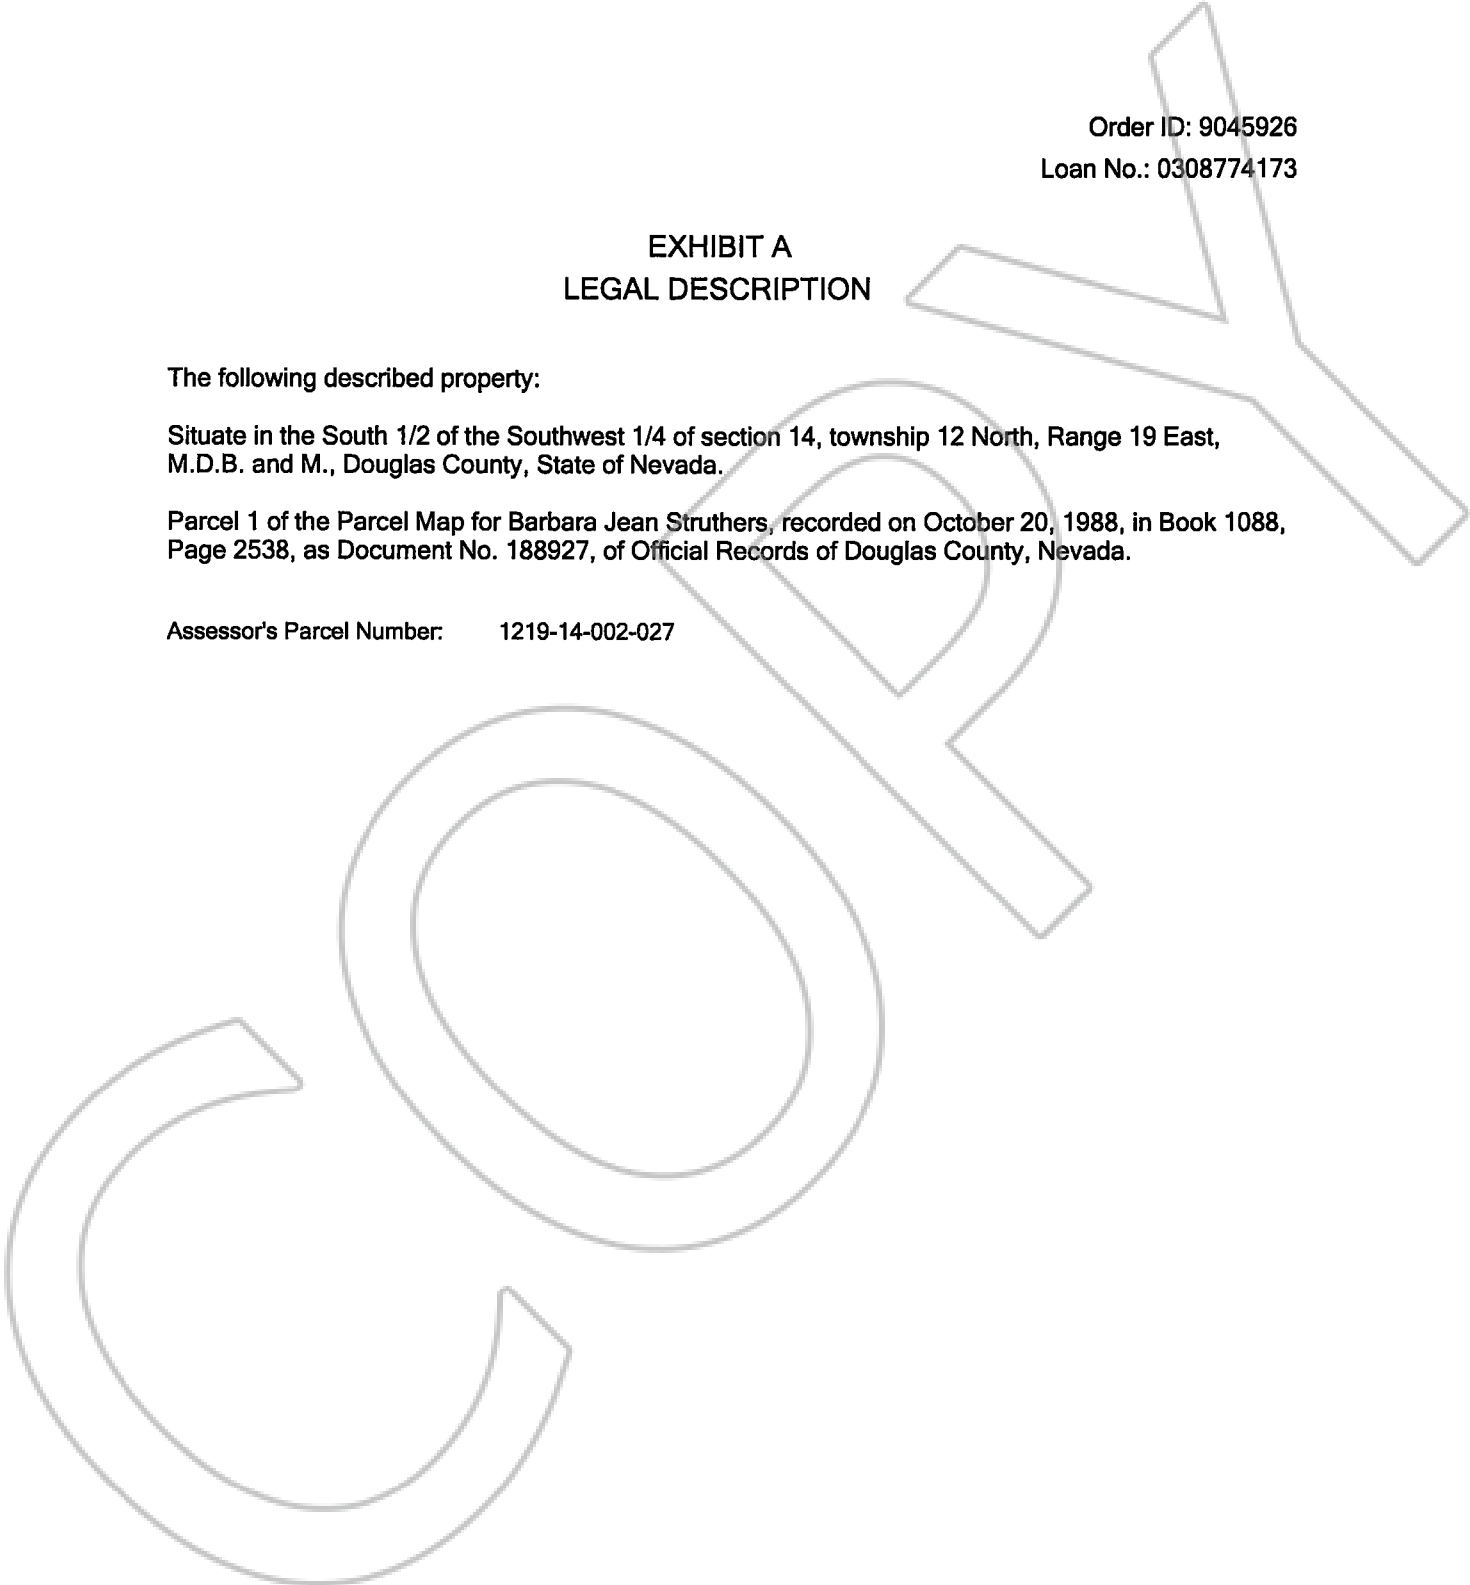 Order ID: 9045926
Loan No.: 0308774173
EXHIBIT A
LEGAL DESCRIPTION
The following described property:
Situate in the South 1/2 of the Southwest 1/4 of section 14, township 12 North, Range 19 East,
M.D.B. and M., Douglas County, State of Nevada.
Parcel 1 of the Parcel Map for Barbara Jean Struthers, recorded on October 20, 1988, in Book 1088,
Page 2538, as Document No. 188927, of Official Records of Douglas County, Nevada.
Assessor's Parcel Number: 1219-14-002-027
COPY